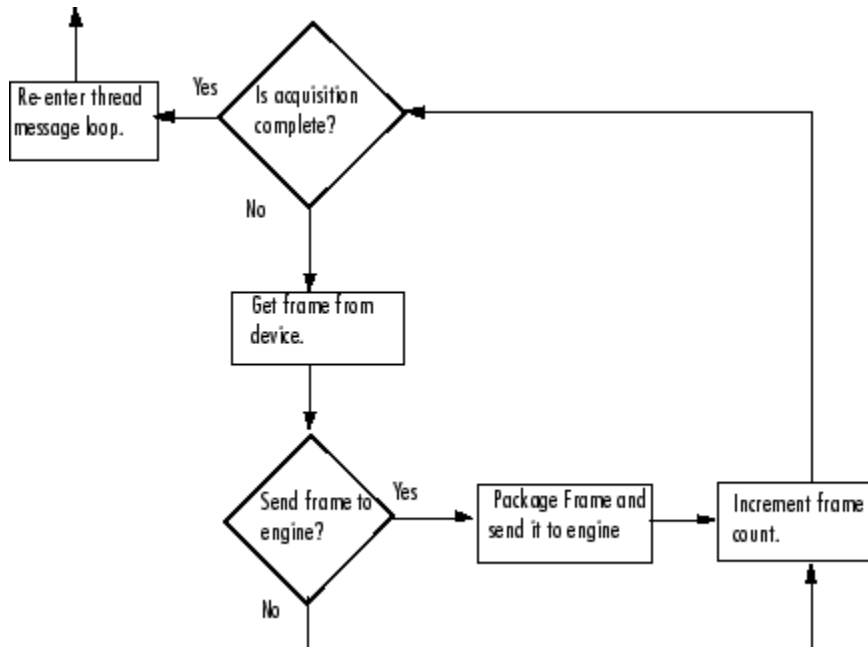 Re-enter thread
message loop.
Yes
Is acquisition
complete?
No
Get frame from
device.
Send frame to
engine?
Yes
Package Frame and
send it to engine
Increment frame
count.
No